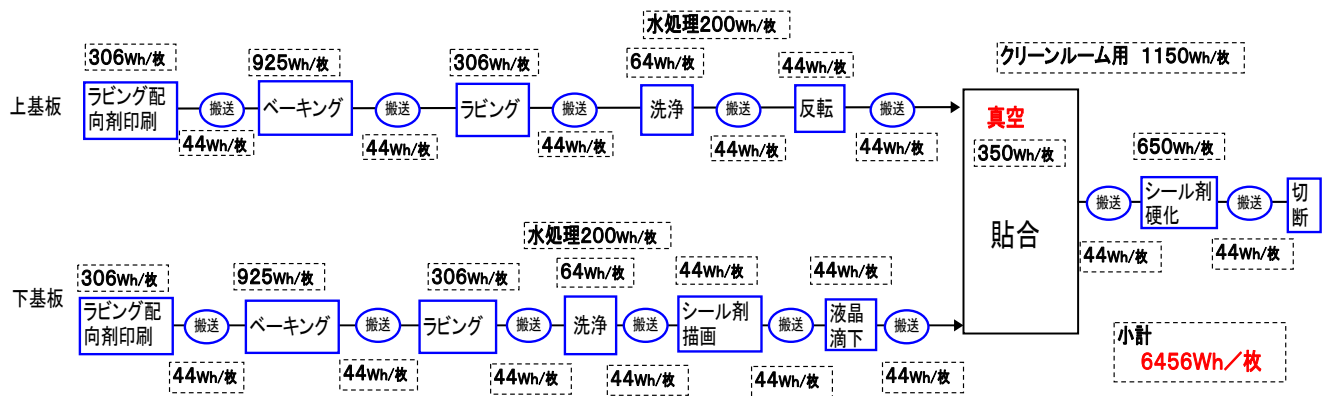 水処理200Wh/枚
306Wh/枚
925Wh/枚
306Wh/枚
64Wh/枚
44Wh/枚
クリーンルーム用 1150Wh/枚
上基板
ラビング配
向剤印刷
搬送
ベーキング
搬送
ラビング
搬送
洗浄
搬送
反転
搬送
44Wh/枚
44Wh/枚
44Wh/枚
44Wh/枚
44Wh/枚
真空
350Wh/枚
貼合
650Wh/枚
搬送
シール剤
硬化
搬送
切
断
44Wh/枚
44Wh/枚
水処理200Wh/枚
306Wh/枚
925Wh/枚
306Wh/枚
64Wh/枚
44Wh/枚
44Wh/枚
下基板
ラビング配
向剤印刷
搬送
ベーキング
搬送
ラビング
搬送
洗浄
搬送
シール剤
描画
搬送
液晶
滴下
搬送
44Wh/枚
44Wh/枚
44Wh/枚
44Wh/枚
44Wh/枚
44Wh/枚
小計
6456Wh/枚